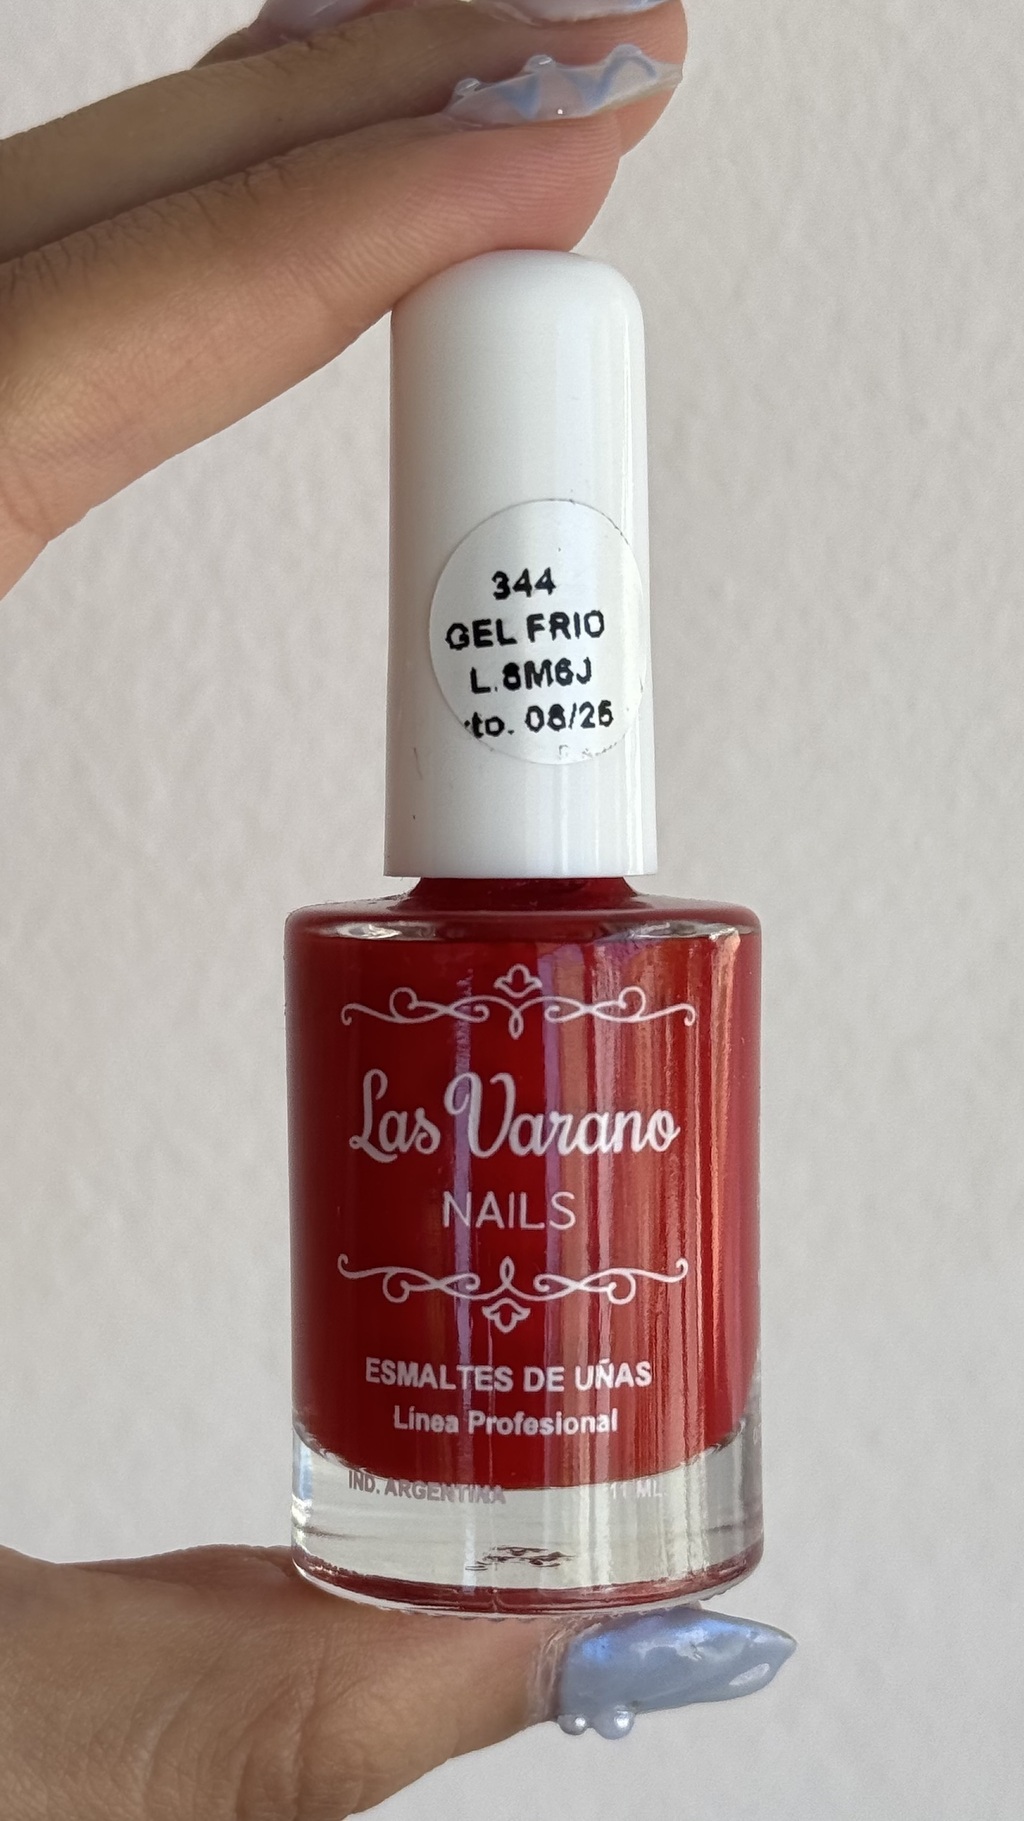 344
GEL FRIO
L.8M6J
to. 08/25
Las Varano
NAILS
ESMALTES DE UÑAS
Línea Profesional
IND. ARGENTINA 11 ML.